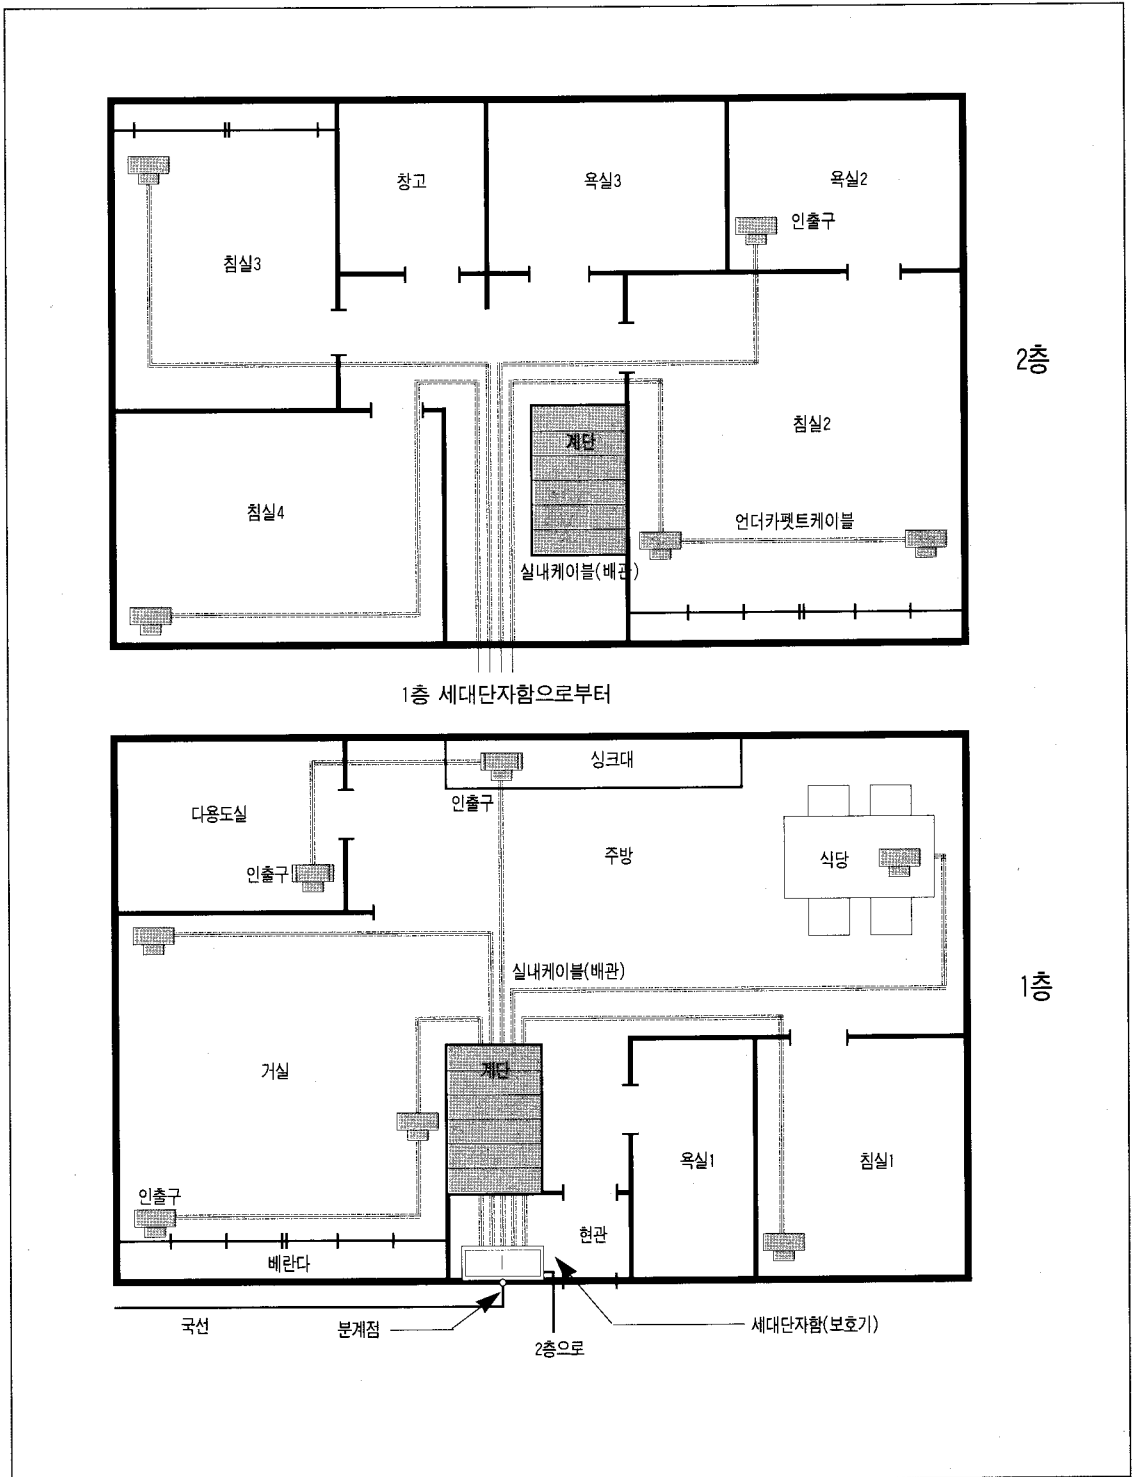 창고
욕실3
욕실2
인출구
침실3
2층
계단
침실2
침실4
언더카펫트케이블
실내케이블(배관)
1층 세대단자함으로부터
싱크대
인출구
다용도실
주방
식당
인출구
실내케이블(배관)
1층
계단
거실
욕실1
침실1
인출구
현관
베란다
국선
분계점
세대단자함(보호기)
2층으로